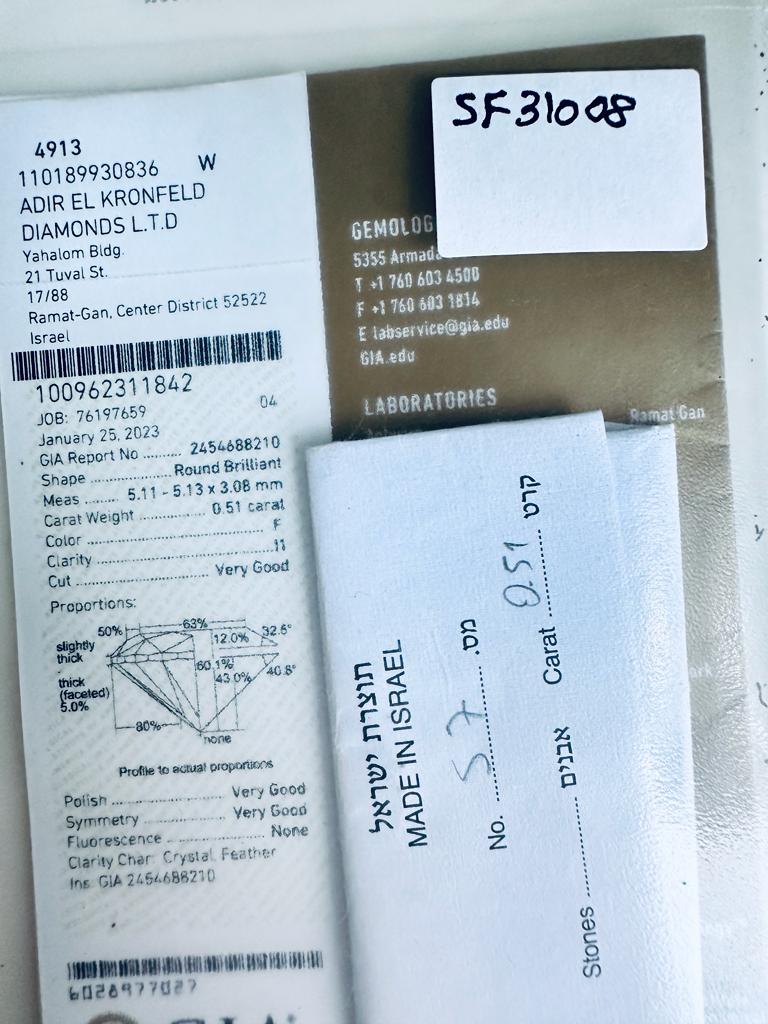 4913
110189930836 W
ADIR EL KRONFELD
DIAMONDS L.T.D
Yahalom Bldg.
21 Tuval St.
17/88
Ramat-Gan, Center District 52522
Israel
100962311842
JOB: 76197659 04
January 25, 2023
GIA Report No ......... 2454688210
Shape ................... Round Brilliant
Meas ........ 5.11 - 5.13 x 3.08 mm
Carat Weight ................ 0.51 carat
Color ............................................. F
Clarity ........................................... I1
Cut ............................. Very Good
Proportions:
50% 63% 12.0% 32.5°
slightly
thick
60.1% 43.0% 40.8°
thick
(faceted)
5.0%
80%
none
Profile to actual proportions
Polish ......................... Very Good
Symmetry ................... Very Good
Fluorescence ........................ None
Clarity Char: Crystal, Feather
Ins: GIA 2454688210
6028977027
SF31008
GEMOLOG
5355 Armada
T +1 760 603 4500
F +1 760 603 1814
E labservice@gia.edu
GIA.edu
LABORATORIES
Ramat Gan
תוצרת ישראל
MADE IN ISRAEL
No. 57 מס.
Stones ............ אבנים Carat 0.51 קרט